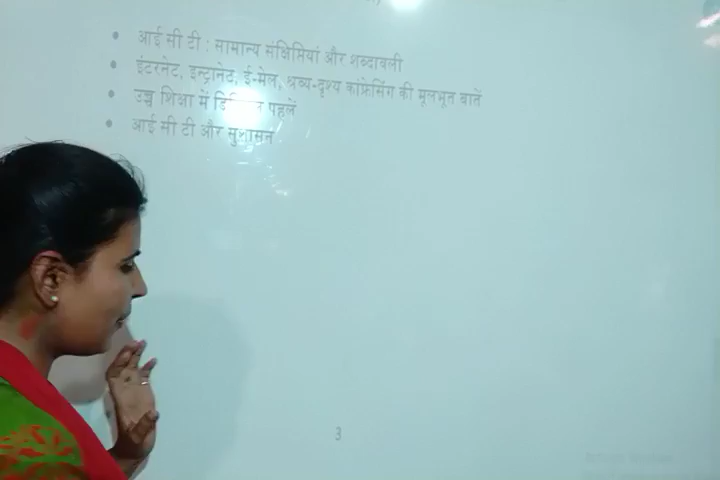 • आई सी टी : सामान्य संक्षिप्तियां और शब्दावली
• इंटरनेट, इन्ट्रानेट, ई-मेल, श्रव्य-दृश्य कांफ्रेंसिंग की मूलभूत बातें
• उच्च शिक्षा में पहलें
• आई सी टी और सुशासन
3